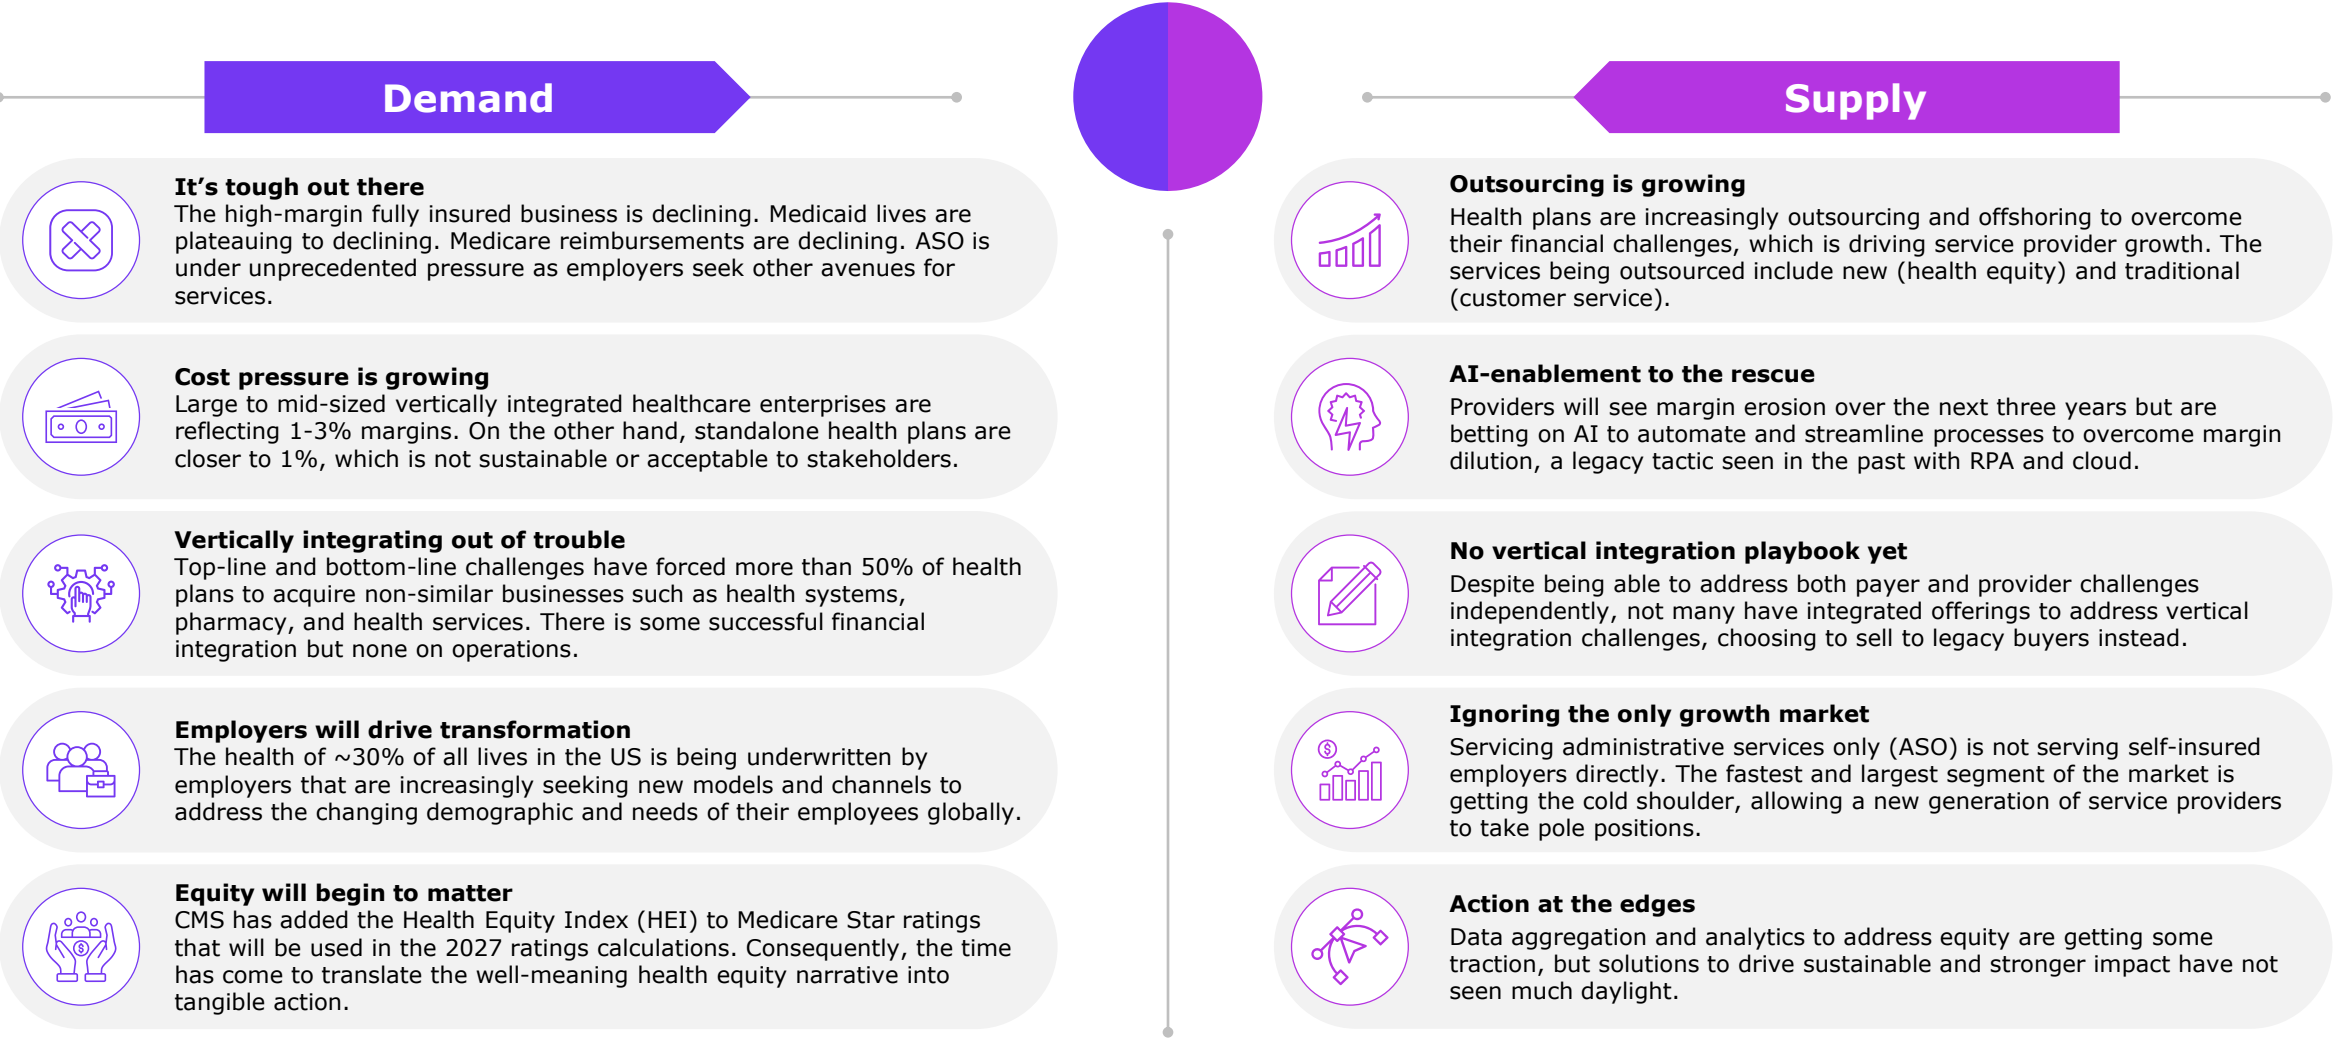 Demand
It’s tough out there
The high-margin fully insured business is declining. Medicaid lives are
plateauing to declining. Medicare reimbursements are declining. ASO is
under unprecedented pressure as employers seek other avenues for
services.
Cost pressure is growing
Large to mid-sized vertically integrated healthcare enterprises are
reflecting 1-3% margins. On the other hand, standalone health plans are
closer to 1%, which is not sustainable or acceptable to stakeholders.
Vertically integrating out of trouble
Top-line and bottom-line challenges have forced more than 50% of health
plans to acquire non-similar businesses such as health systems,
pharmacy, and health services. There is some successful financial
integration but none on operations.
Employers will drive transformation
The health of ~30% of all lives in the US is being underwritten by
employers that are increasingly seeking new models and channels to
address the changing demographic and needs of their employees globally.
Equity will begin to matter
CMS has added the Health Equity Index (HEI) to Medicare Star ratings
that will be used in the 2027 ratings calculations. Consequently, the time
has come to translate the well-meaning health equity narrative into
tangible action.
Supply
Outsourcing is growing
Health plans are increasingly outsourcing and offshoring to overcome
their financial challenges, which is driving service provider growth. The
services being outsourced include new (health equity) and traditional
(customer service).
AI-enablement to the rescue
Providers will see margin erosion over the next three years but are
betting on AI to automate and streamline processes to overcome margin
dilution, a legacy tactic seen in the past with RPA and cloud.
No vertical integration playbook yet
Despite being able to address both payer and provider challenges
independently, not many have integrated offerings to address vertical
integration challenges, choosing to sell to legacy buyers instead.
Ignoring the only growth market
Servicing administrative services only (ASO) is not serving self-insured
employers directly. The fastest and largest segment of the market is
getting the cold shoulder, allowing a new generation of service providers
to take pole positions.
Action at the edges
Data aggregation and analytics to address equity are getting some
traction, but solutions to drive sustainable and stronger impact have not
seen much daylight.